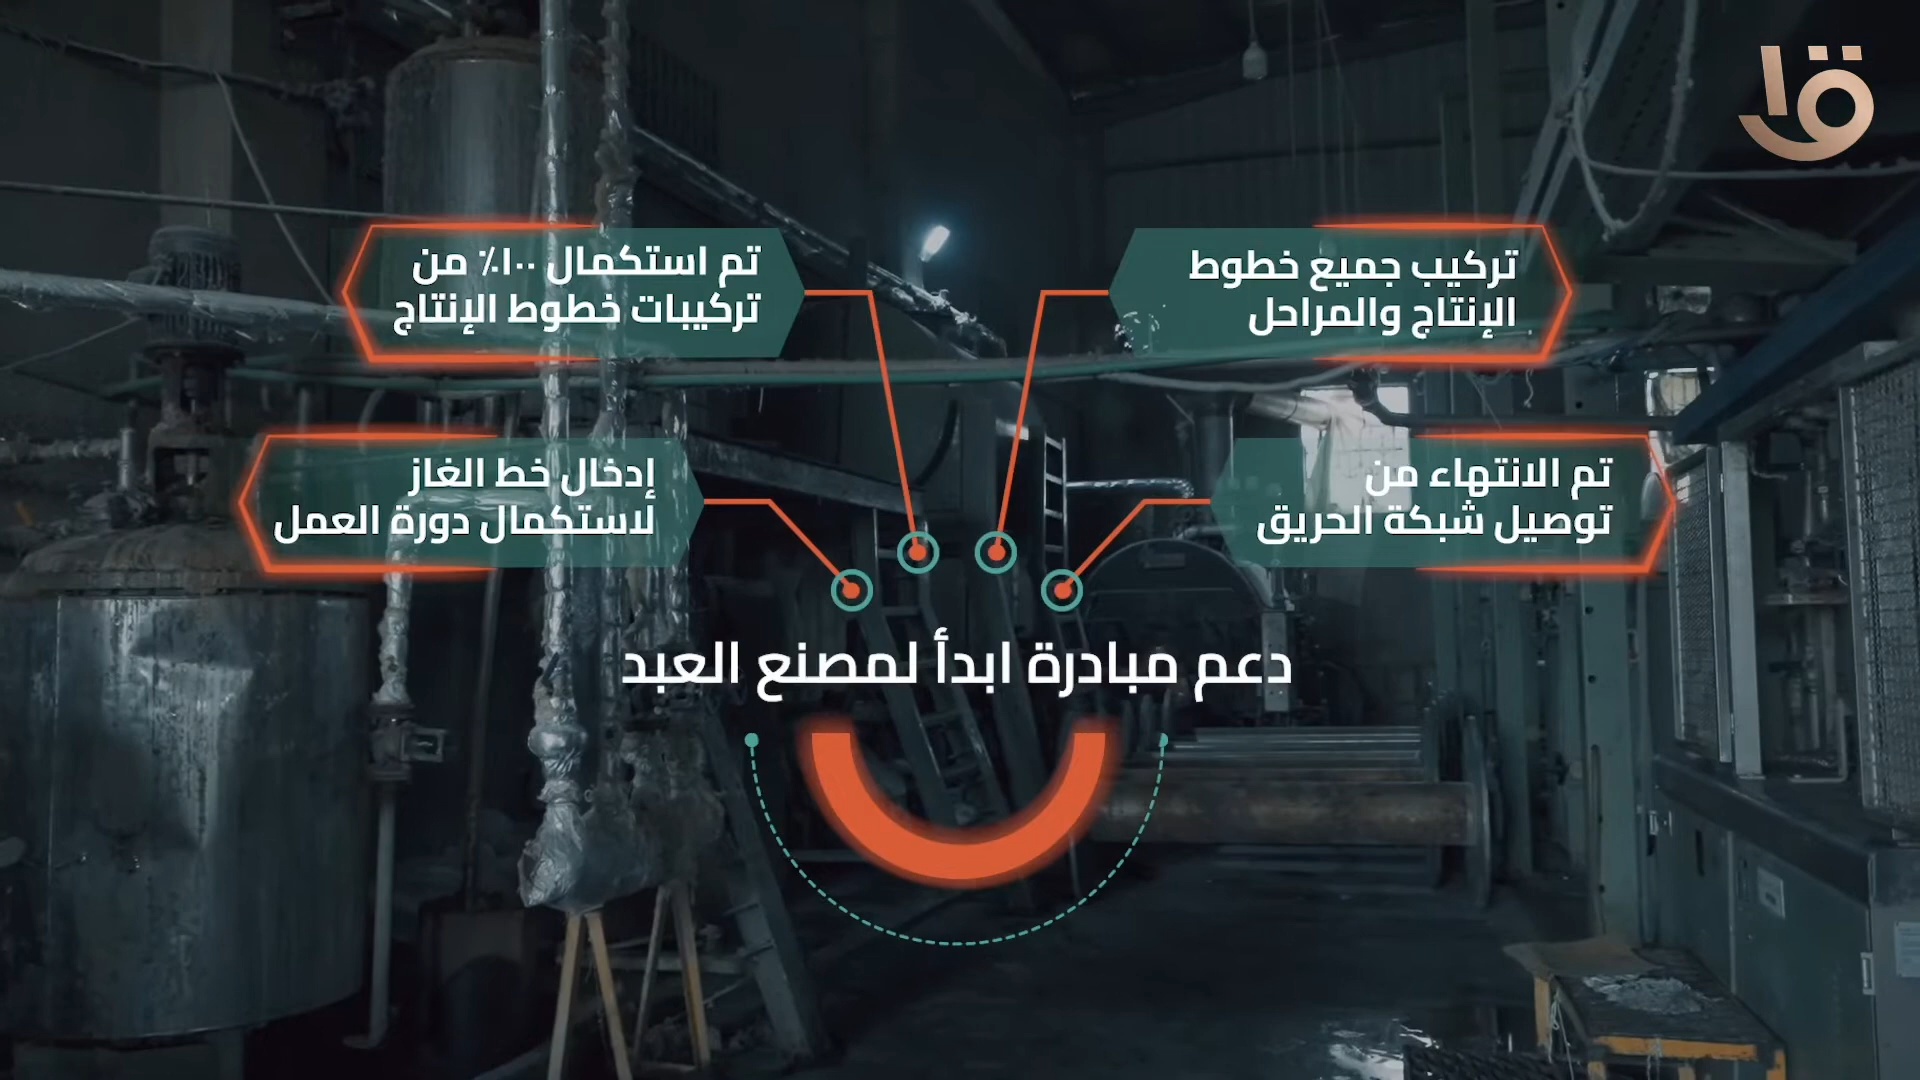 تركيب جميع خطوط
الإنتاج والمراحل
تم استكمال ١٠٠٪ من
تركيبات خطوط الإنتاج
تم الانتهاء من
توصيل شبكة الحريق
إدخال خط الغاز
لاستكمال دورة العمل
دعم مبادرة ابدأ لمصنع العبد